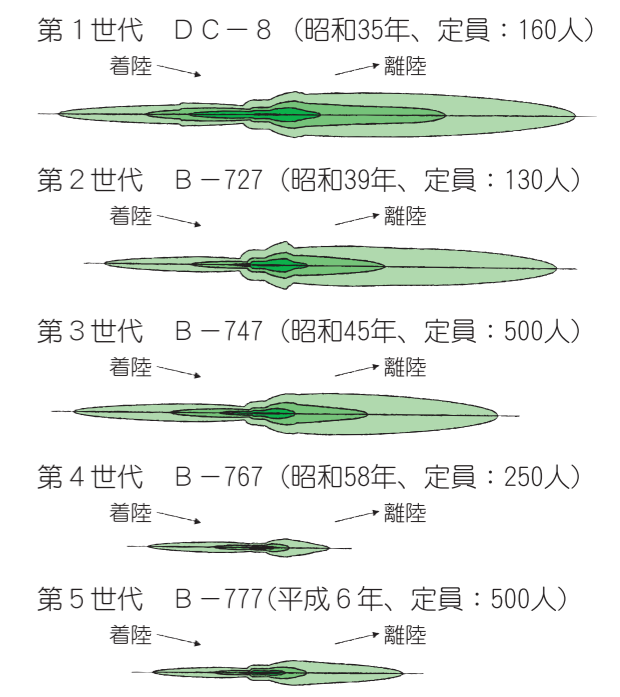 第１世代　ＤＣ－８（昭和35年、定員：160人）
着陸　離陸
第２世代　Ｂ－727（昭和39年、定員：130人）
着陸　離陸
第３世代　Ｂ－747（昭和45年、定員：500人）
着陸　離陸
第４世代　Ｂ－767（昭和58年、定員：250人）
着陸　離陸
第５世代　Ｂ－777(平成６年、定員：500人）
着陸　離陸